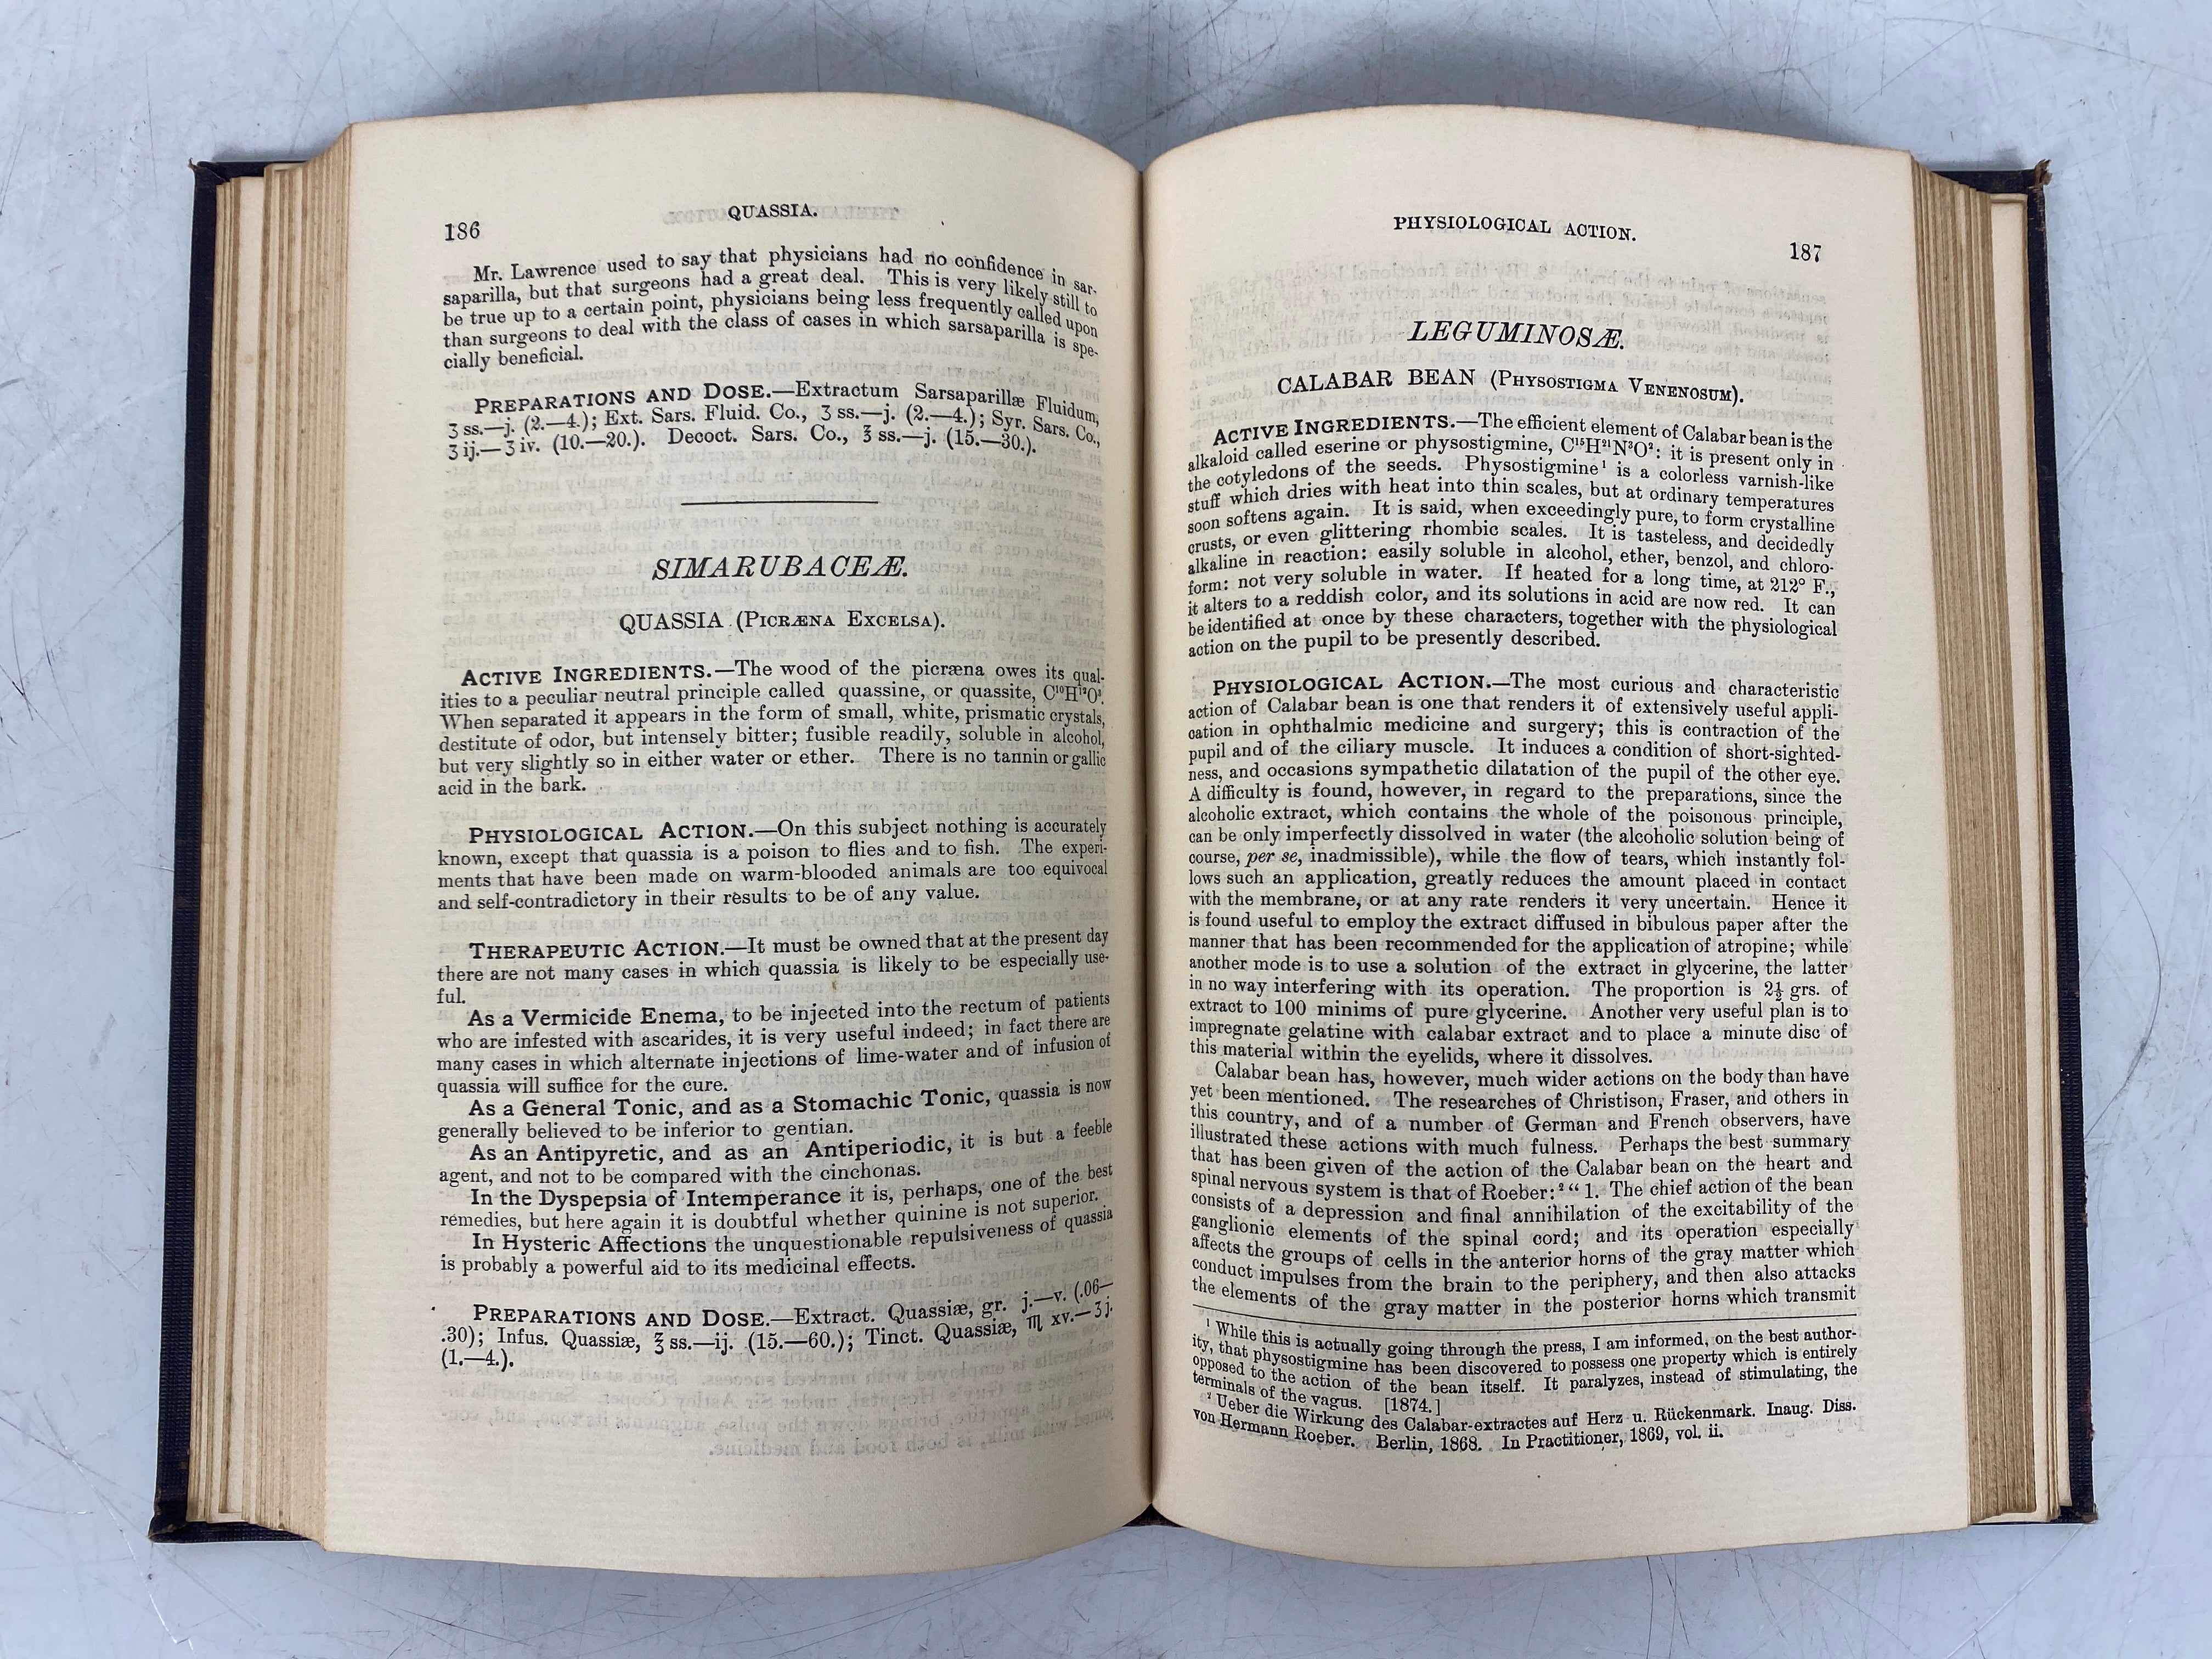 186
QUASSIA.
Mr. Lawrence used to say that physicians had no confidence in sar-
saparilla, but that surgeons had a great deal. This is very likely still to
be true up to a certain point, physicians being less frequently called upon
than surgeons to deal with the class of cases in which sarsaparilla is spe-
cially beneficial.
PREPARATIONS AND DOSE.—Extractum Sarsaparillæ Fluidum,
ʒ ss.—j. (2.—4.); Ext. Sars. Fluid. Co., ʒ ss.—j. (2.—4.); Syr. Sars. Co.,
ʒ ij.—ʒ iv. (10.—20.). Decoct. Sars. Co., ℥ ss.—j. (15.—30.).
SIMARUBACEÆ.
QUASSIA (PICRÆNA EXCELSA).
ACTIVE INGREDIENTS.—The wood of the picræna owes its qual-
ities to a peculiar neutral principle called quassine, or quassite, C¹⁰H¹²O³.
When separated it appears in the form of small, white, prismatic crystals,
destitute of odor, but intensely bitter; fusible readily, soluble in alcohol,
but very slightly so in either water or ether. There is no tannin or gallic
acid in the bark.
PHYSIOLOGICAL ACTION.—On this subject nothing is accurately
known, except that quassia is a poison to flies and to fish. The experi-
ments that have been made on warm-blooded animals are too equivocal
and self-contradictory in their results to be of any value.
THERAPEUTIC ACTION.—It must be owned that at the present day
there are not many cases in which quassia is likely to be especially use-
ful.
As a Vermicide Enema, to be injected into the rectum of patients
who are infested with ascarides, it is very useful indeed; in fact there are
many cases in which alternate injections of lime-water and of infusion of
quassia will suffice for the cure.
As a General Tonic, and as a Stomachic Tonic, quassia is now
generally believed to be inferior to gentian.
As an Antipyretic, and as an Antiperiodic, it is but a feeble
agent, and not to be compared with the cinchonas.
In the Dyspepsia of Intemperance it is, perhaps, one of the best
remedies, but here again it is doubtful whether quinine is not superior.
In Hysteric Affections the unquestionable repulsiveness of quassia
is probably a powerful aid to its medicinal effects.
PREPARATIONS AND DOSE.—Extract. Quassiæ, gr. j.—v. (.06—
.30); Infus. Quassiæ, ℥ ss.—ij. (15.—60.); Tinct. Quassiæ, ♏ xv.—ʒ j.
(1.—4.).
PHYSIOLOGICAL ACTION.
187
LEGUMINOSÆ.
CALABAR BEAN (PHYSOSTIGMA VENENOSUM).
ACTIVE INGREDIENTS.—The efficient element of Calabar bean is the
alkaloid called eserine or physostigmine, C¹⁵H²¹N³O²: it is present only in
the cotyledons of the seeds. Physostigmine¹ is a colorless varnish-like
stuff which dries with heat into thin scales, but at ordinary temperatures
soon softens again. It is said, when exceedingly pure, to form crystalline
crusts, or even glittering rhombic scales. It is tasteless, and decidedly
alkaline in reaction: easily soluble in alcohol, ether, benzol, and chloro-
form: not very soluble in water. If heated for a long time, at 212° F.,
it alters to a reddish color, and its solutions in acid are now red. It can
be identified at once by these characters, together with the physiological
action on the pupil to be presently described.
PHYSIOLOGICAL ACTION.—The most curious and characteristic
action of Calabar bean is one that renders it of extensively useful appli-
cation in ophthalmic medicine and surgery; this is contraction of the
pupil and of the ciliary muscle. It induces a condition of short-sighted-
ness, and occasions sympathetic dilatation of the pupil of the other eye.
A difficulty is found, however, in regard to the preparations, since the
alcoholic extract, which contains the whole of the poisonous principle,
can be only imperfectly dissolved in water (the alcoholic solution being of
course, per se, inadmissible), while the flow of tears, which instantly fol-
lows such an application, greatly reduces the amount placed in contact
with the membrane, or at any rate renders it very uncertain. Hence it
is found useful to employ the extract diffused in bibulous paper after the
manner that has been recommended for the application of atropine; while
another mode is to use a solution of the extract in glycerine, the latter
in no way interfering with its operation. The proportion is 2½ grs. of
extract to 100 minims of pure glycerine. Another very useful plan is to
impregnate gelatine with calabar extract and to place a minute disc of
this material within the eyelids, where it dissolves.
Calabar bean has, however, much wider actions on the body than have
yet been mentioned. The researches of Christison, Fraser, and others in
this country, and of a number of German and French observers, have
illustrated these actions with much fulness. Perhaps the best summary
that has been given of the action of the Calabar bean on the heart and
spinal nervous system is that of Roeber:² “ 1. The chief action of the bean
consists of a depression and final annihilation of the excitability of the
ganglionic elements of the spinal cord; and its operation especially
affects the groups of cells in the anterior horns of the gray matter which
conduct impulses from the brain to the periphery, and then also attacks
the elements of the gray matter in the posterior horns which transmit
¹ While this is actually going through the press, I am informed, on the best author-
ity, that physostigmine has been discovered to possess one property which is entirely
opposed to the action of the bean itself. It paralyzes, instead of stimulating, the
terminals of the vagus. [1874.]
² Ueber die Wirkung des Calabar-extractes auf Herz u. Rückenmark. Inaug. Diss.
von Hermann Roeber. Berlin, 1868. In Practitioner, 1869, vol. ii.